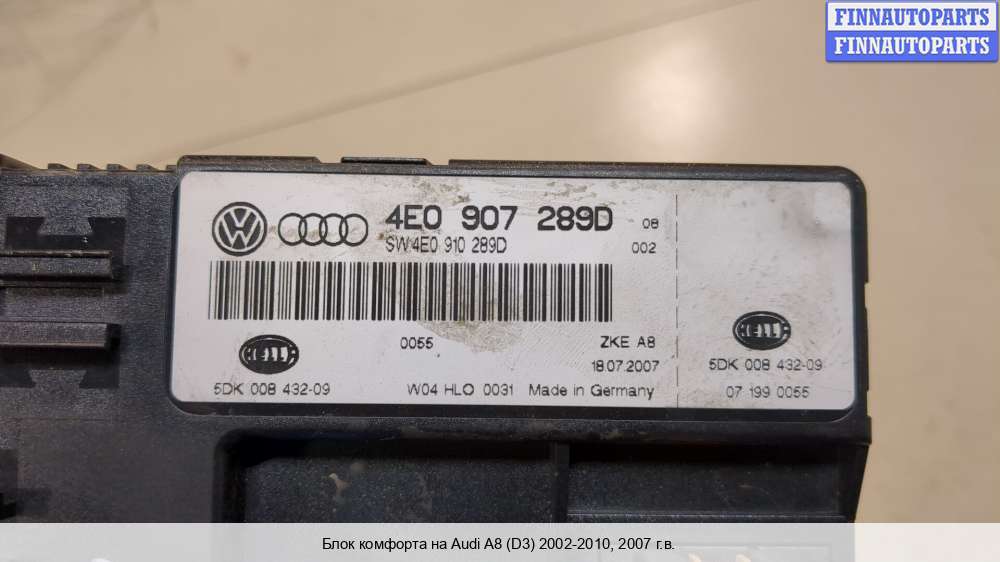 FINNAUTOPARTS
FINNAUTOPARTS
4E0 907 289D 08
SW4E0 910 289D 002
0055 ZKE A8
18.07.2007
HELLA
HELLA
5DK 008 432-09 W04 HLO 0031 Made in Germany
5DK 008 432-09
07 199 0055
Блок комфорта на Audi A8 (D3) 2002-2010, 2007 г.в.